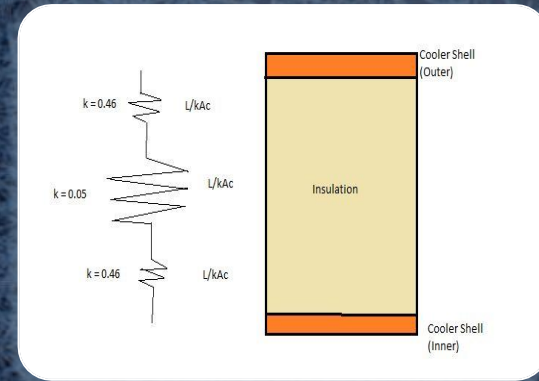 Cooler Shell
(Outer)
k = 0.46
L/kAc
L/kAc
Insulation
k = 0.05
k = 0.46
L/kAc
Cooler Shell
(Inner)